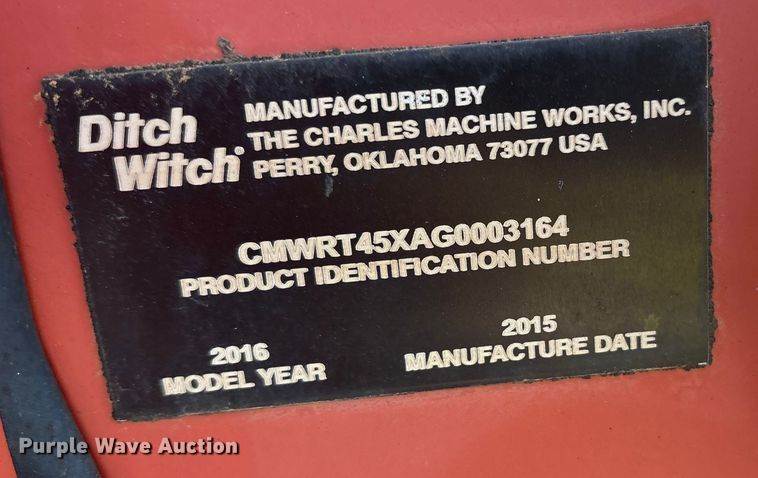 Ditch
Witch®
MANUFACTURED BY
THE CHARLES MACHINE WORKS, INC.
PERRY, OKLAHOMA 73077 USA
CMWRT45XAG0003164
PRODUCT IDENTIFICATION NUMBER
2016
MODEL YEAR
2015
MANUFACTURE DATE
Purple Wave Auction